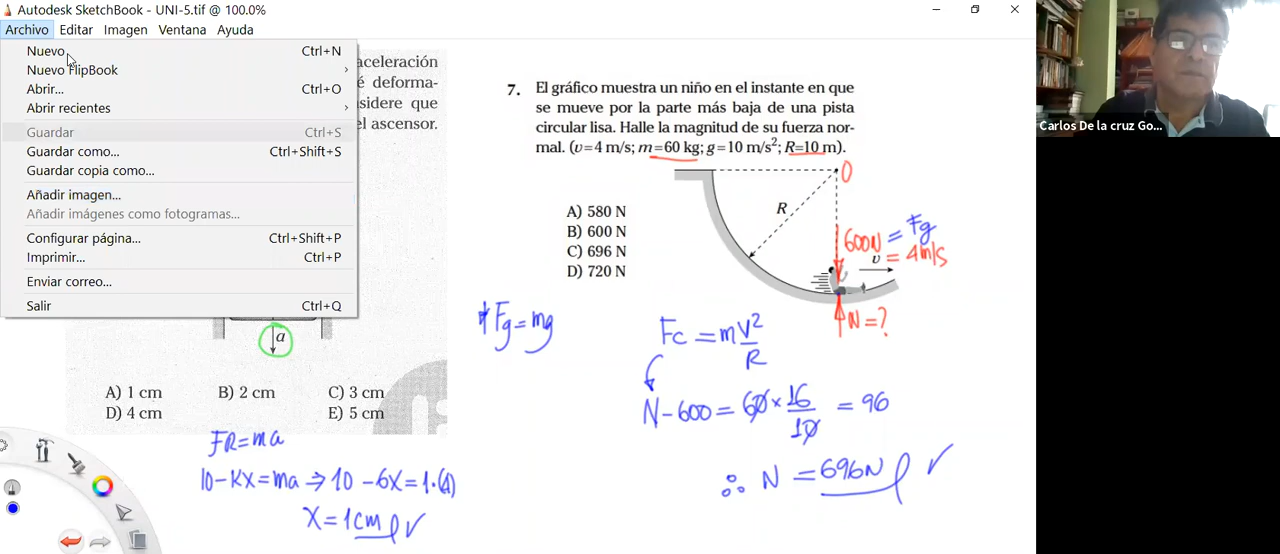 Autodesk SketchBook - UNI-5.tif @ 100.0%
Archivo Editar Imagen Ventana Ayuda
Nuevo Ctrl+N
Nuevo FlipBook ›
Abrir... Ctrl+O
Abrir recientes ›
Guardar Ctrl+S
Guardar como... Ctrl+Shift+S
Guardar copia como...
Añadir imagen...
Añadir imágenes como fotogramas...
Configurar página... Ctrl+Shift+P
Imprimir... Ctrl+P
Enviar correo...
Salir Ctrl+Q
aceleración
é deforma-
sidere que
el ascensor.
a
A) 1 cm B) 2 cm C) 3 cm
D) 4 cm E) 5 cm
FR=ma
10-Kx=ma⇒10-6x=1·(4)
X=1cm
7. El gráfico muestra un niño en el instante en que
se mueve por la parte más baja de una pista
circular lisa. Halle la magnitud de su fuerza nor-
mal. (v=4 m/s; m=60 kg; g=10 m/s²; R=10 m).
A) 580 N
B) 600 N
C) 696 N
D) 720 N
O
R
600N = Fg
v = 4m/s
N=?
Fg=mg
Fc = mV²/R
N-600 = 60 × 16/10 = 96
∴ N = 696N
Carlos De la cruz Go...